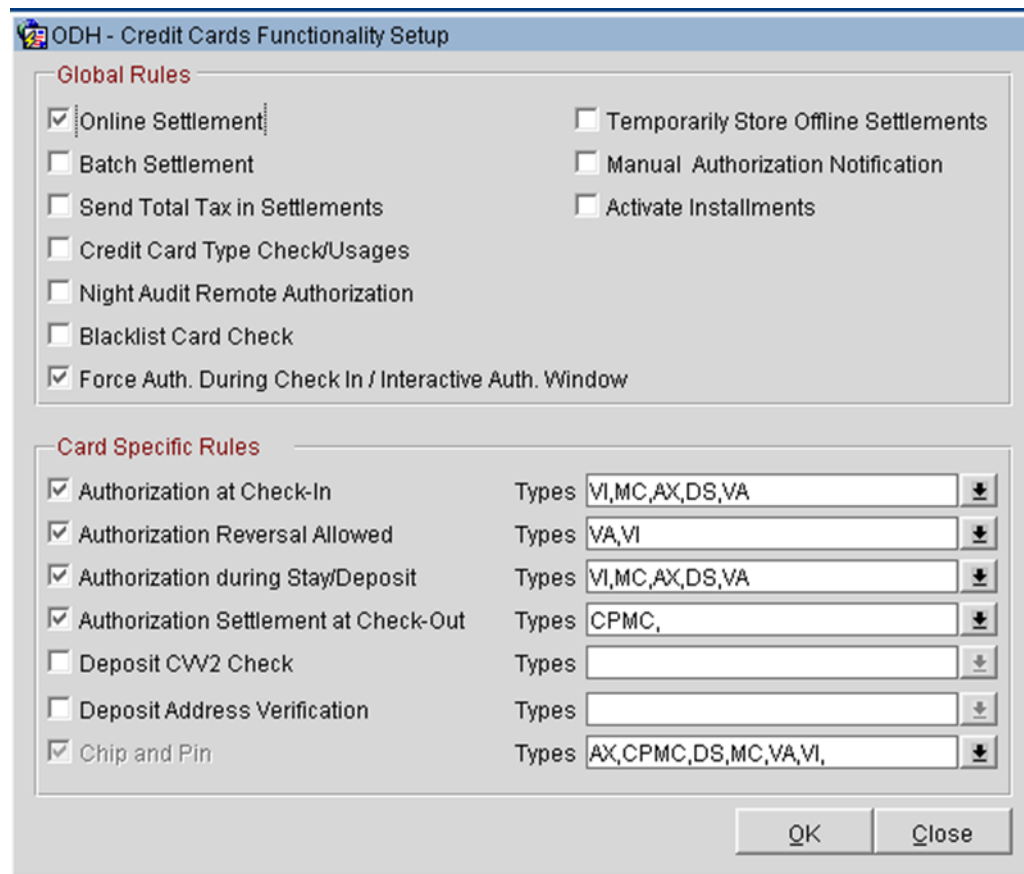 ODH - Credit Cards Functionality Setup
Global Rules
Online Settlement
Temporarily Store Offline Settlements
Batch Settlement
Manual Authorization Notification
Send Total Tax in Settlements
Activate Installments
Credit Card Type Check/Usages
Night Audit Remote Authorization
Blacklist Card Check
Force Auth. During Check In / Interactive Auth. Window
Card Specific Rules
Authorization at Check-In Types VI,MC,AX,DS,VA
Authorization Reversal Allowed Types VA,VI
Authorization during Stay/Deposit Types VI,MC,AX,DS,VA
Authorization Settlement at Check-Out Types CPMC,
Deposit CVV2 Check Types
Deposit Address Verification Types
Chip and Pin Types AX,CPMC,DS,MC,VA,VI,
OK Close